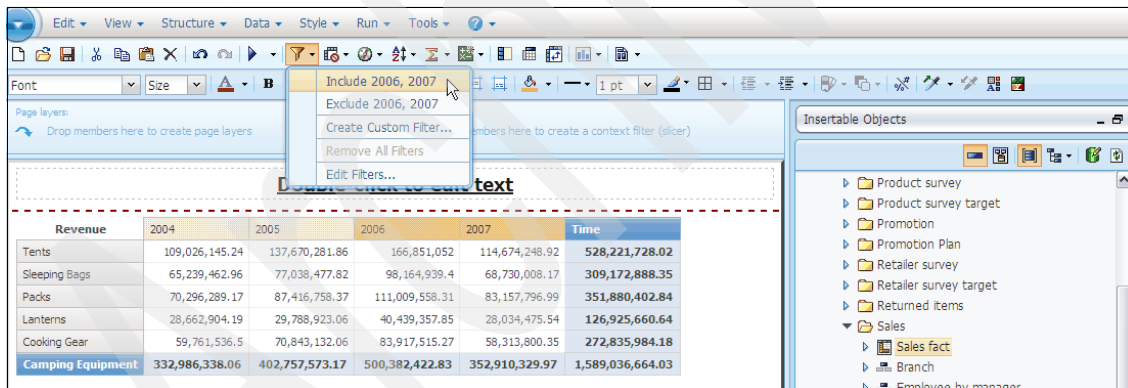 Edit View Structure Data Style Run Tools
Font Size A B 1 pt
Include 2006, 2007
Exclude 2006, 2007
Create Custom Filter...
Remove All Filters
Edit Filters...
Page layers:
Drop members here to create page layers
members here to create a context filter (slicer)
Double-click to edit text
Revenue 2004 2005 2006 2007 Time
Tents 109,026,145.24 137,670,281.86 166,851,052 114,674,248.92 528,221,728.02
Sleeping Bags 65,239,462.96 77,038,477.82 98,164,939.4 68,730,008.17 309,172,888.35
Packs 70,296,289.17 87,416,758.37 111,009,558.31 83,157,796.99 351,880,402.84
Lanterns 28,662,904.19 29,788,923.06 40,439,357.85 28,034,475.54 126,925,660.64
Cooking Gear 59,761,536.5 70,843,132.06 83,917,515.27 58,313,800.35 272,835,984.18
Camping Equipment 332,986,338.06 402,757,573.17 500,382,422.83 352,910,329.97 1,589,036,664.03
Insertable Objects
Product survey
Product survey target
Promotion
Promotion Plan
Retailer survey
Retailer survey target
Returned items
Sales
Sales fact
Branch
Employee by manager